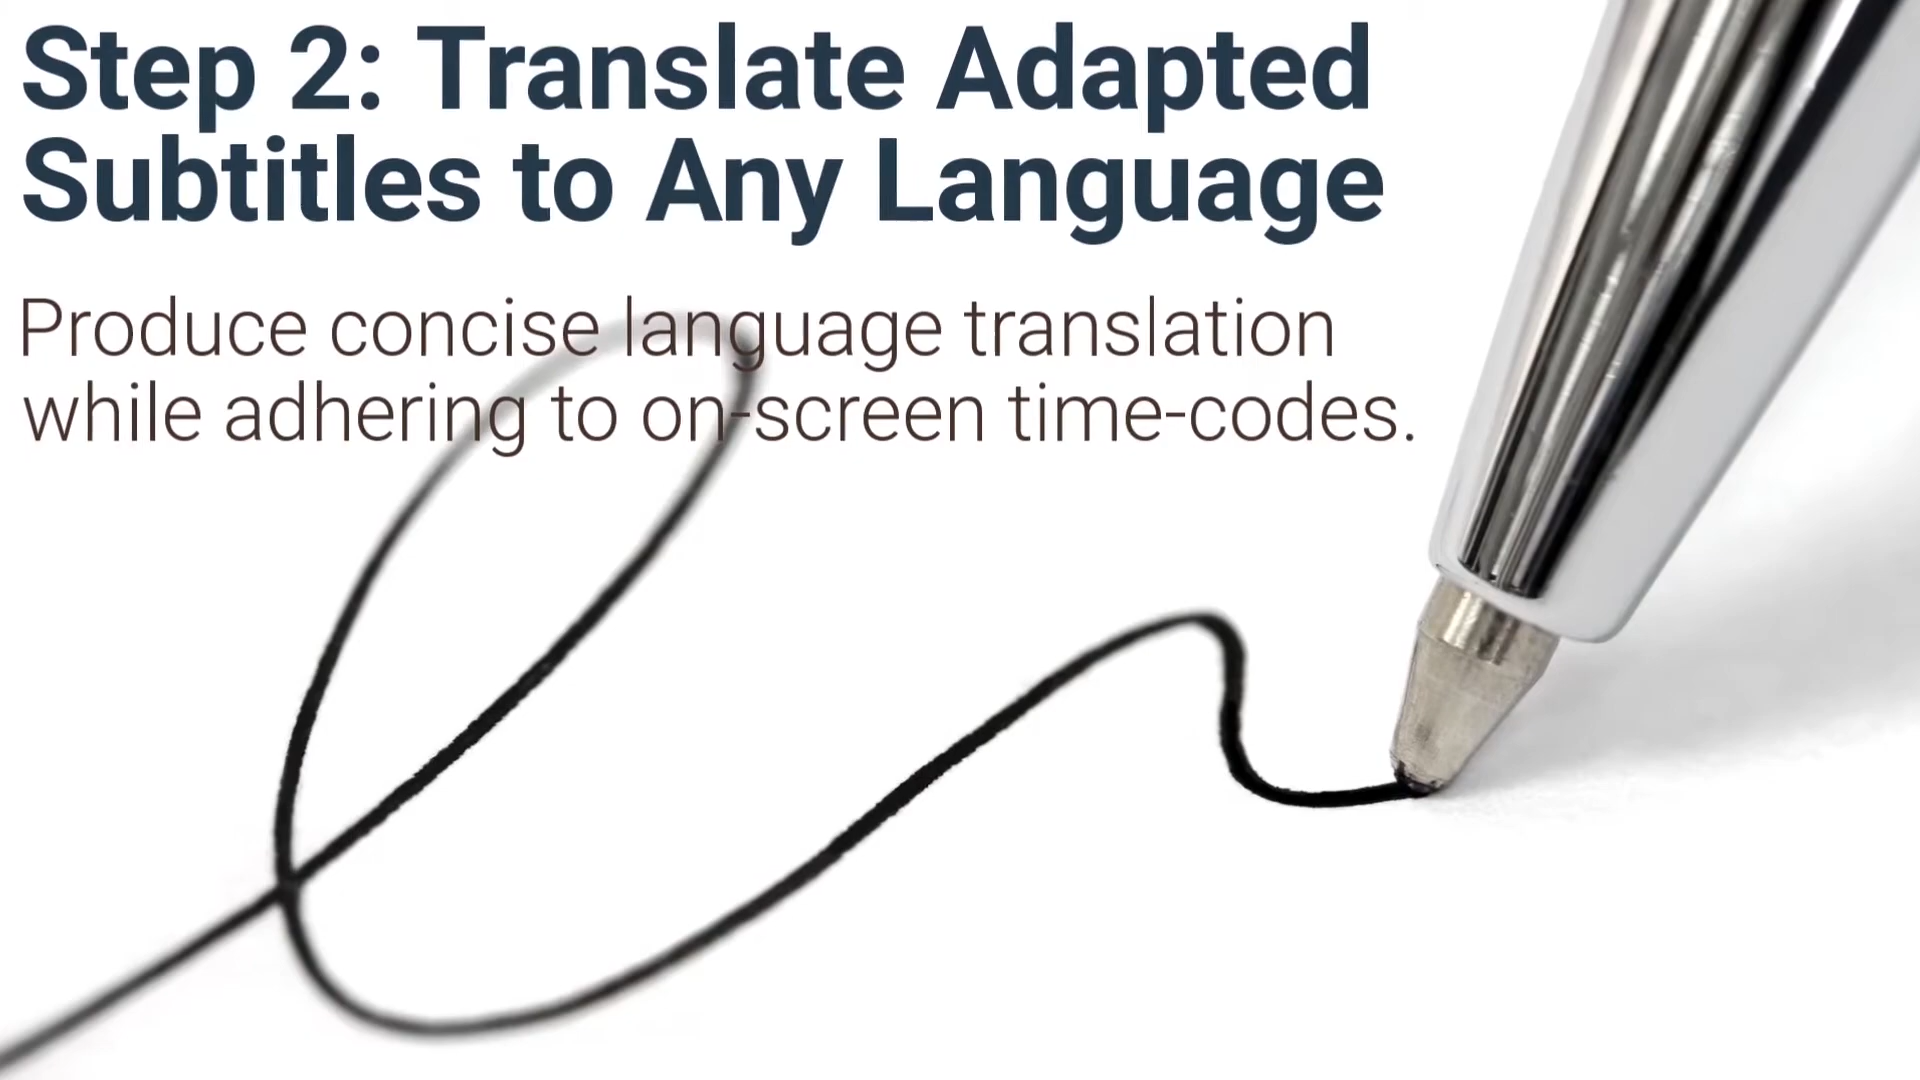 Step 2: Translate Adapted
Subtitles to Any Language
Produce concise language translation
while adhering to on-screen time-codes.